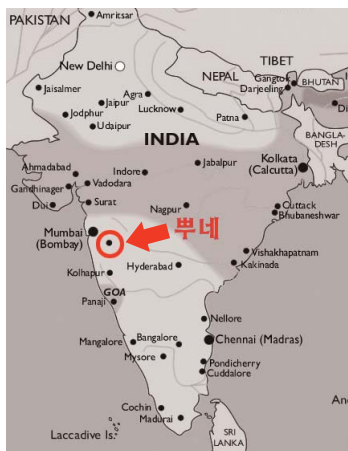 PAKISTAN
Amritsar
New Delhi
TIBET
NEPAL
Gangtok
BHUTAN
Darjeeling
Jaisalmer
Agra
Jaipur
Lucknow
Jodphur
Patna
Udaipur
INDIA
BANGLA-
DESH
Kolkata
(Calcutta)
Ahmadabad
Indore
Jabalpur
Gandhinager
Vadodara
Dui
Surat
Nagpur
Cuttack
Bhubaneshwar
Mumbai
(Bombay)
뿌네
Vishakhapatnam
Kakinada
Kolhapur
Hyderabad
GOA
Panaji
Nellore
Mangalore
Bangalore
Chennai (Madras)
Mysore
Pondicherry
Cuddalore
Cochin
Madurai
Laccadive Is.
SRI
LANKA